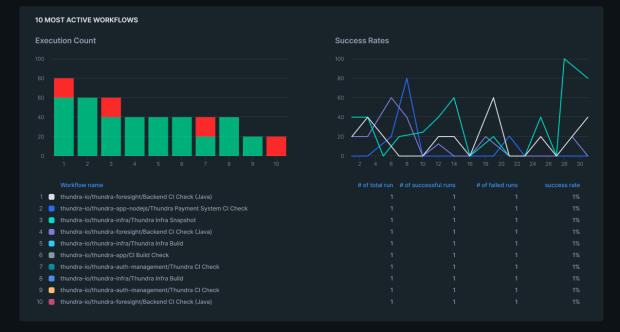 10 MOST ACTIVE WORKFLOWS
Execution Count
Success Rates
100
80
60
40
20
0
1 2 3 4 5 6 7 8 9 10
100
80
60
40
20
0
2 4 6 8 10 12 14 16 18 20 22 24 26 28 30
Workflow name # of total run # of successful runs # of failed runs success rate
1 thundra-io/thundra-foresight/Backend CI Check (Java) 1 1 1 1%
2 thundra-io/thundra-app-nodejs/Thundra Payment System CI Check 1 1 1 1%
3 thundra-io/thundra-infra/Thundra Infra Snapshot 1 1 1 1%
4 thundra-io/thundra-foresight/Backend CI Check (Java) 1 1 1 1%
5 thundra-io/thundra-infra/Thundra Infra Build 1 1 1 1%
6 thundra-io/thundra-app/CI Build Check 1 1 1 1%
7 thundra-io/thundra-auth-management/Thundra CI Check 1 1 1 1%
8 thundra-io/thundra-infra/Thundra Infra Build 1 1 1 1%
9 thundra-io/thundra-auth-management/Thundra CI Check 1 1 1 1%
10 thundra-io/thundra-foresight/Backend CI Check (Java) 1 1 1 1%